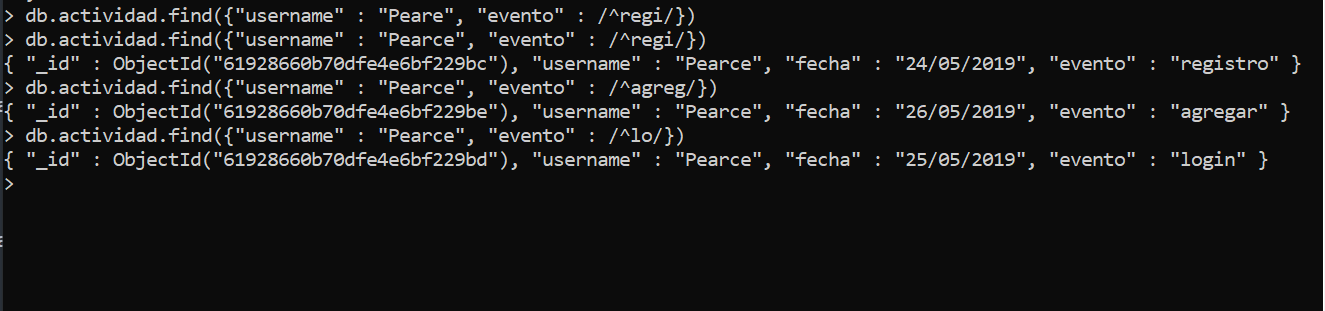 > db.actividad.find({"username" : "Peare", "evento" : /^regi/})
> db.actividad.find({"username" : "Pearce", "evento" : /^regi/})
{ "_id" : ObjectId("61928660b70dfe4e6bf229bc"), "username" : "Pearce", "fecha" : "24/05/2019", "evento" : "registro" }
> db.actividad.find({"username" : "Pearce", "evento" : /^agreg/})
{ "_id" : ObjectId("61928660b70dfe4e6bf229be"), "username" : "Pearce", "fecha" : "26/05/2019", "evento" : "agregar" }
> db.actividad.find({"username" : "Pearce", "evento" : /^lo/})
{ "_id" : ObjectId("61928660b70dfe4e6bf229bd"), "username" : "Pearce", "fecha" : "25/05/2019", "evento" : "login" }
>